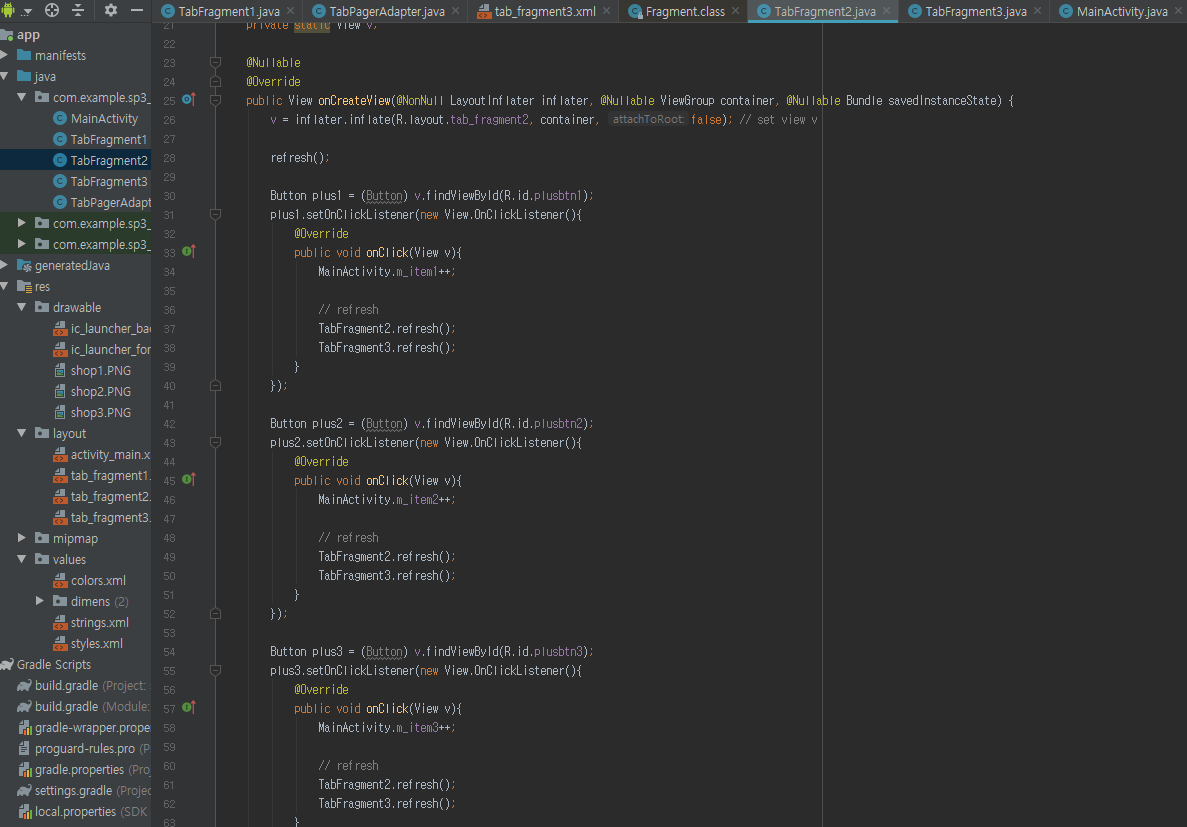 TabFragment1.java
TabPagerAdapter.java
tab_fragment3.xml
Fragment.class
TabFragment2.java
TabFragment3.java
MainActivity.java
app
manifests
java
com.example.sp3_
MainActivity
TabFragment1
TabFragment2
TabFragment3
TabPagerAdapt
com.example.sp3_
com.example.sp3_
generatedJava
res
drawable
ic_launcher_bac
ic_launcher_for
shop1.PNG
shop2.PNG
shop3.PNG
layout
activity_main.x
tab_fragment1.
tab_fragment2.
tab_fragment3.
mipmap
values
colors.xml
dimens (2)
strings.xml
styles.xml
Gradle Scripts
build.gradle (Project:
build.gradle (Module:
gradle-wrapper.proper
proguard-rules.pro (P
gradle.properties (Proj
settings.gradle (Projec
local.properties (SDK
21 private static View v;
22
23 @Nullable
24 @Override
25 public View onCreateView(@NonNull LayoutInflater inflater, @Nullable ViewGroup container, @Nullable Bundle savedInstanceState) {
26 v = inflater.inflate(R.layout.tab_fragment2, container, attachToRoot: false); // set view v
27
28 refresh();
29
30 Button plus1 = (Button) v.findViewById(R.id.plusbtn1);
31 plus1.setOnClickListener(new View.OnClickListener(){
32 @Override
33 public void onClick(View v){
34 MainActivity.m_item1++;
35
36 // refresh
37 TabFragment2.refresh();
38 TabFragment3.refresh();
39 }
40 });
41
42 Button plus2 = (Button) v.findViewById(R.id.plusbtn2);
43 plus2.setOnClickListener(new View.OnClickListener(){
44 @Override
45 public void onClick(View v){
46 MainActivity.m_item2++;
47
48 // refresh
49 TabFragment2.refresh();
50 TabFragment3.refresh();
51 }
52 });
53
54 Button plus3 = (Button) v.findViewById(R.id.plusbtn3);
55 plus3.setOnClickListener(new View.OnClickListener(){
56 @Override
57 public void onClick(View v){
58 MainActivity.m_item3++;
59
60 // refresh
61 TabFragment2.refresh();
62 TabFragment3.refresh();
63 }